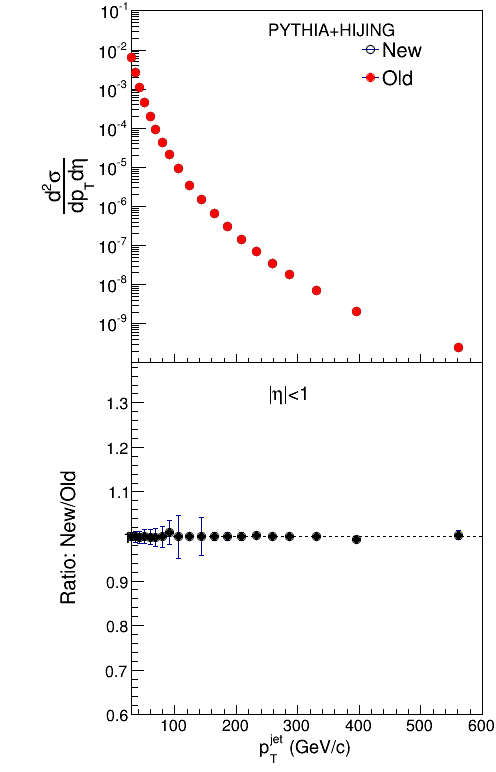 PYTHIA+HIJING
New
Old
d²σ
dp_T dη
10⁻¹
10⁻²
10⁻³
10⁻⁴
10⁻⁵
10⁻⁶
10⁻⁷
10⁻⁸
10⁻⁹
|η|<1
Ratio: New/Old
1.3
1.2
1.1
1
0.9
0.8
0.7
0.6
100 200 300 400 500 600
p_T^jet (GeV/c)